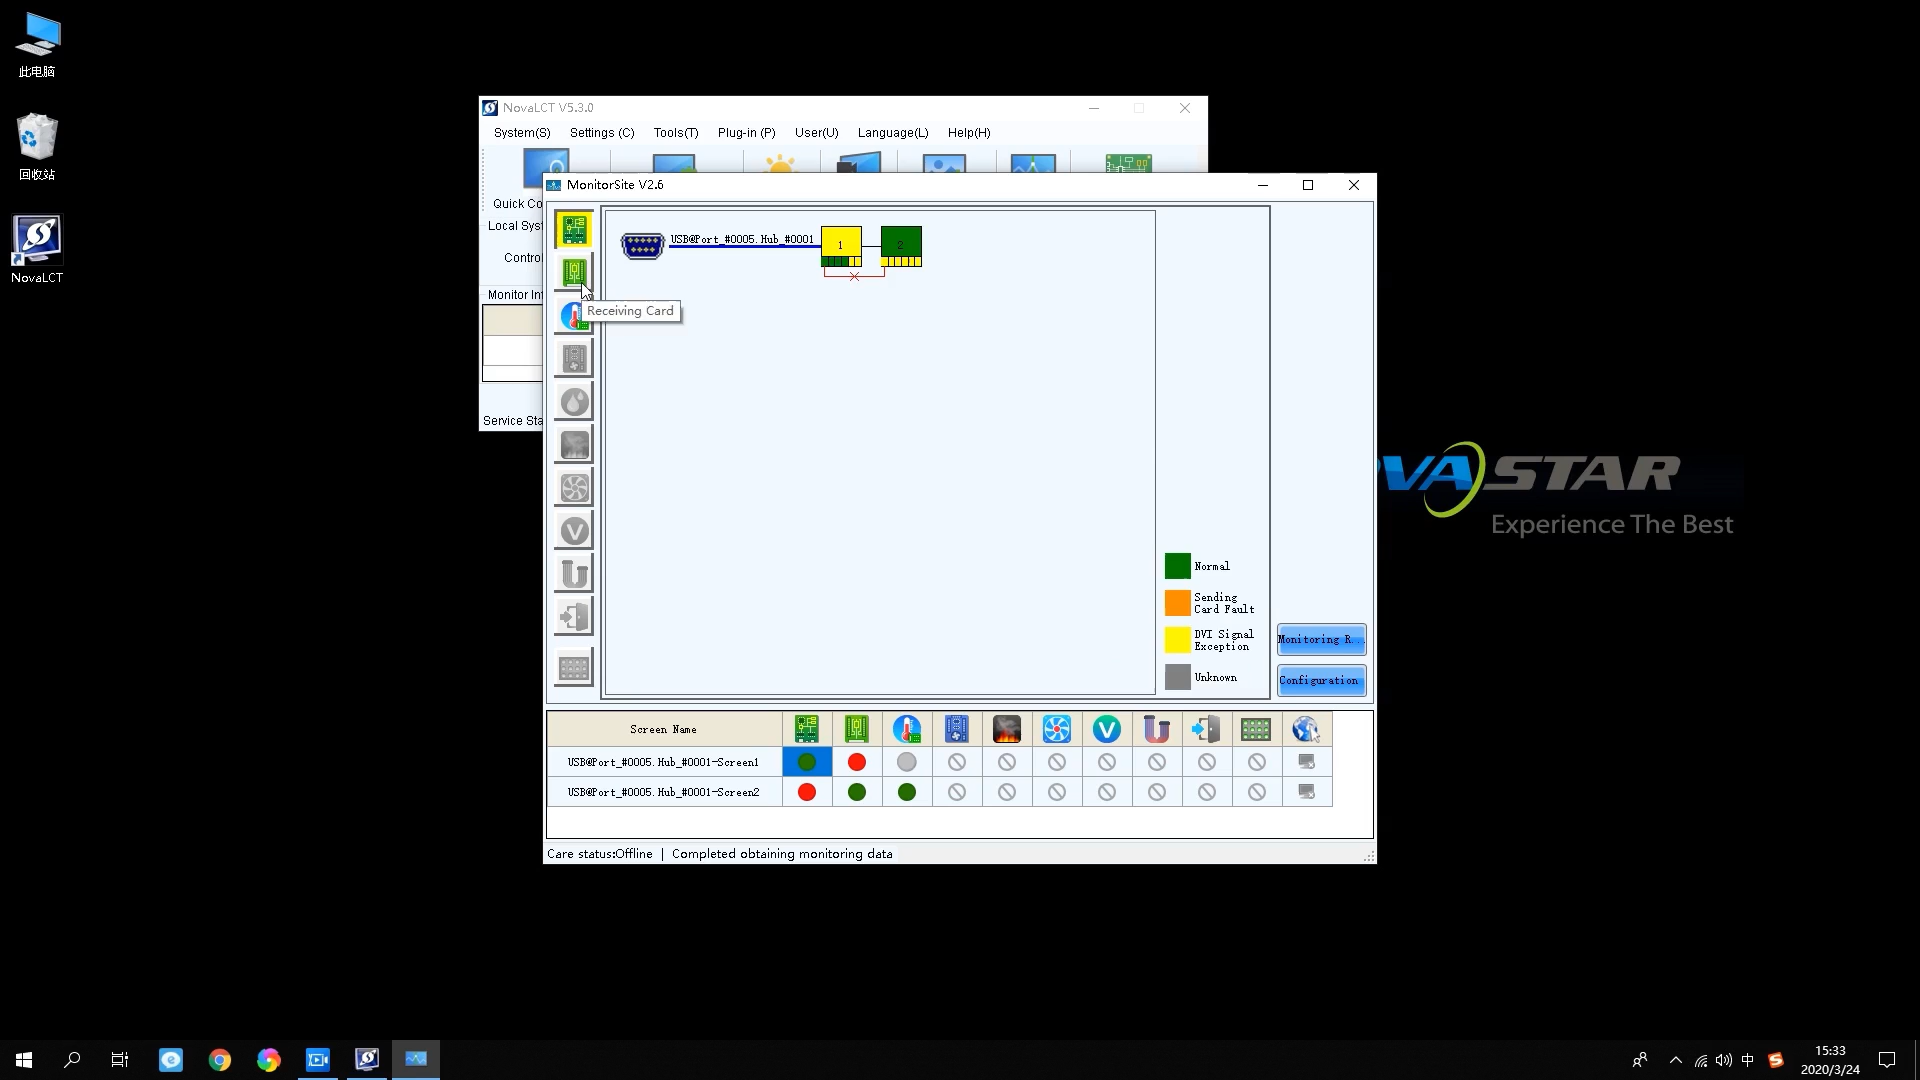 此电脑
回收站
NovaLCT
NovaLCT V5.3.0
System(S) Settings (C) Tools(T) Plug-in (P) User(U) Language(L) Help(H)
Quick Co
Local Syst
Contro
Monitor Inf
Service Sta
MonitorSite V2.6
USB@Port_#0005.Hub_#0001
1
2
Receiving Card
V
Normal
Sending
Card Fault
DVI Signal
Exception
Unknown
Monitoring R...
Configuration
Screen Name
V
USB@Port_#0005.Hub_#0001-Screen1
USB@Port_#0005.Hub_#0001-Screen2
Care status:Offline | Completed obtaining monitoring data
VASTAR
Experience The Best
中
15:33
2020/3/24